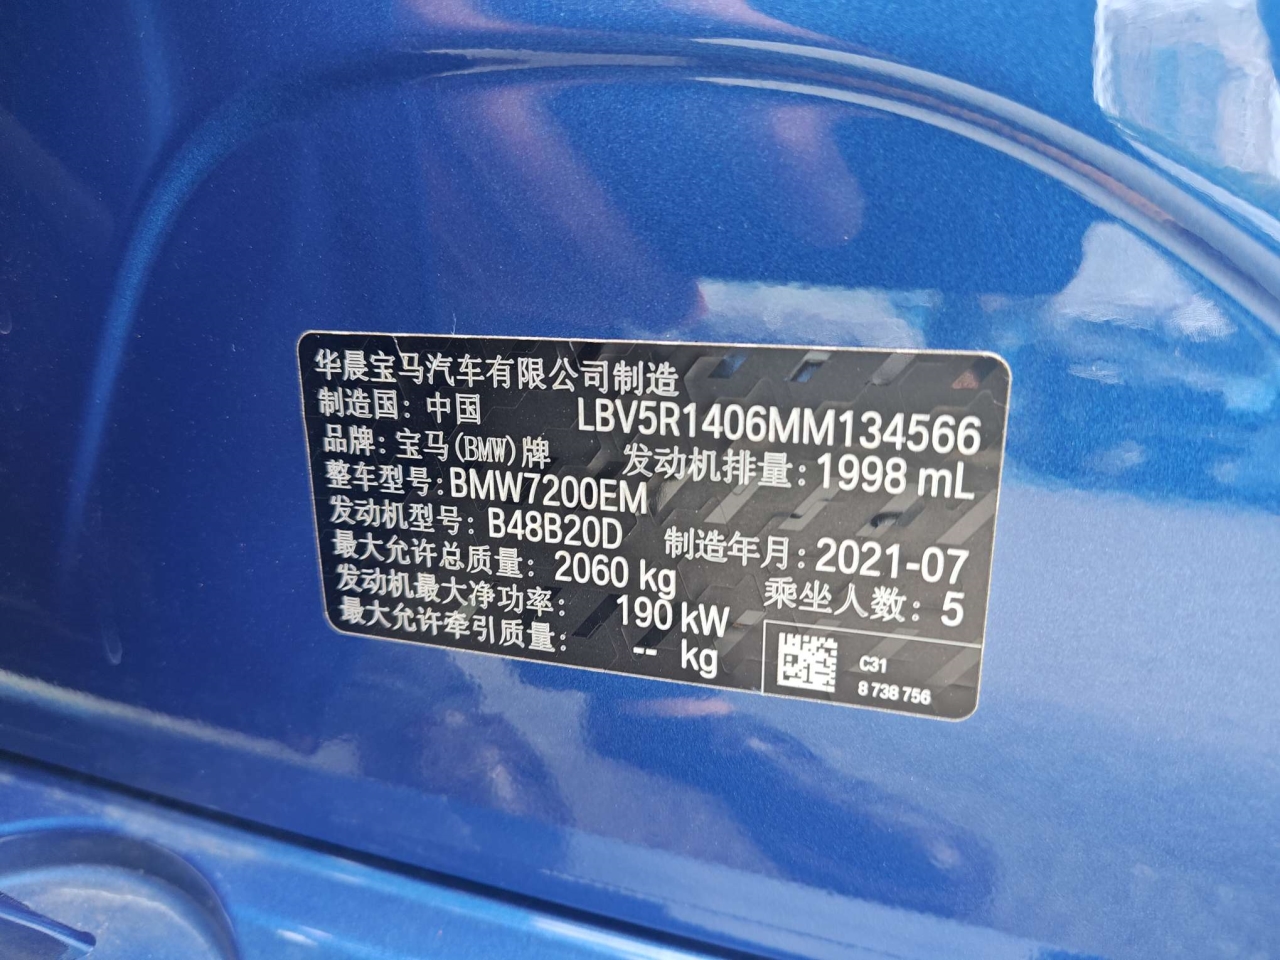 华晨宝马汽车有限公司制造
制造国：中国 LBV5R1406MM134566
品牌：宝马(BMW)牌 发动机排量：1998 mL
整车型号：BMW7200EM
发动机型号：B48B20D 制造年月：2021-07
最大允许总质量：2060 kg 乘坐人数：5
发动机最大净功率：190 kW
最大允许牵引质量：-- kg
C31
8 738 756